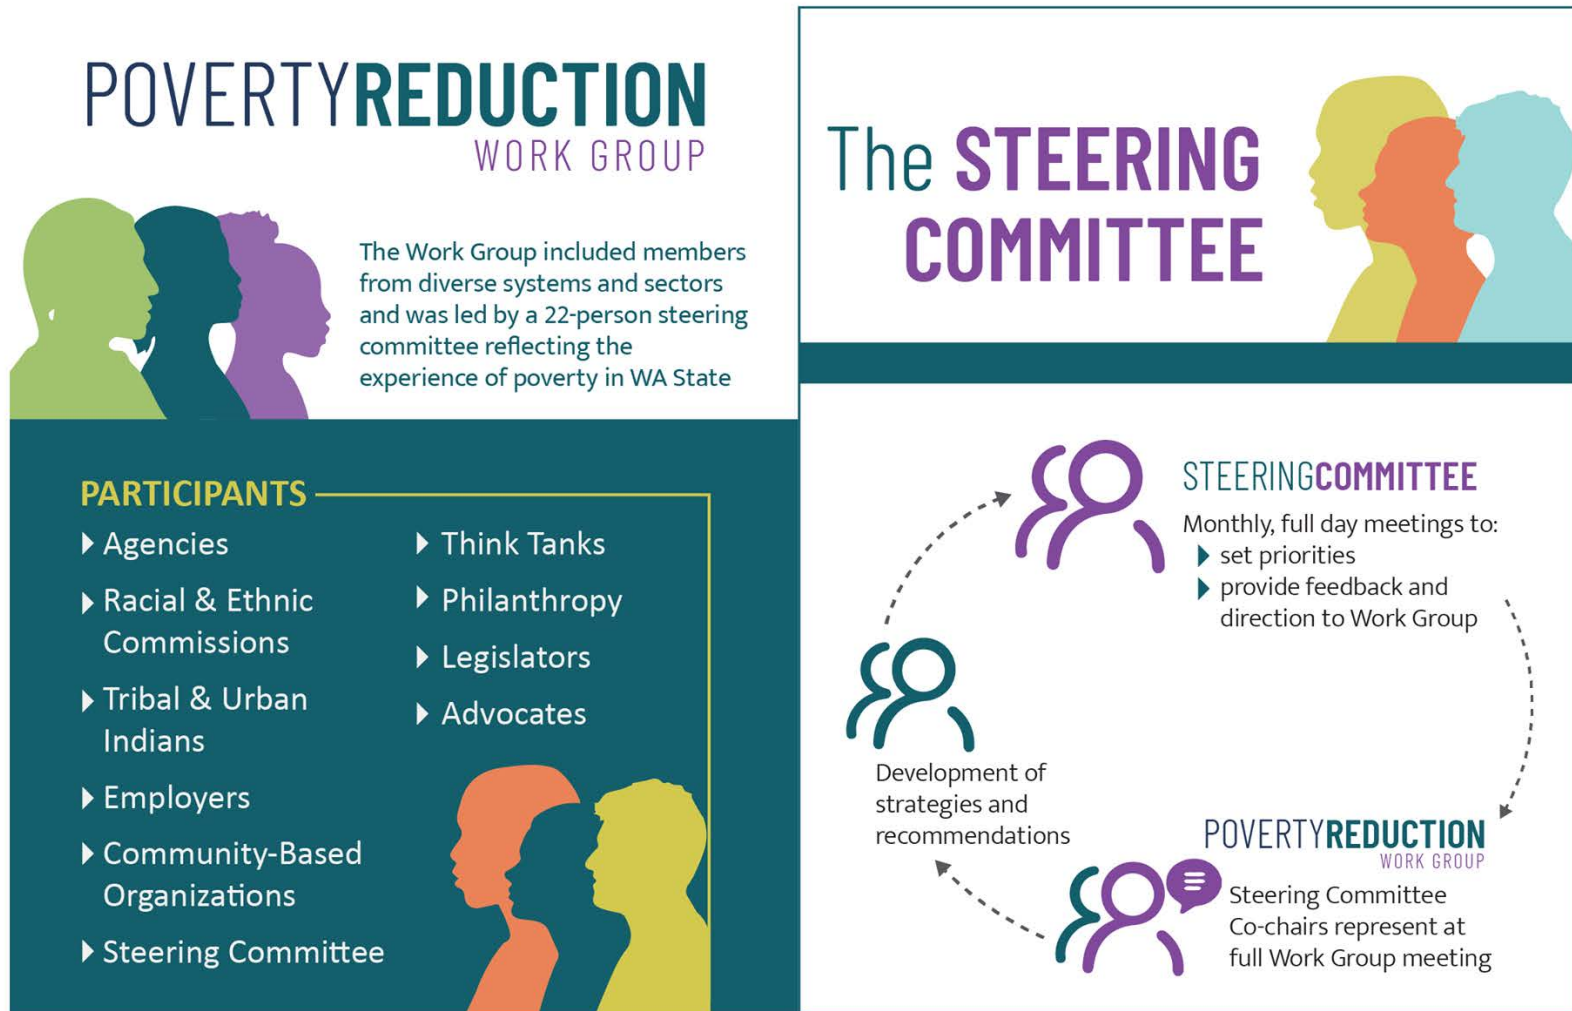 POVERTYREDUCTION
WORK GROUP
The Work Group included members
from diverse systems and sectors
and was led by a 22-person steering
committee reflecting the
experience of poverty in WA State
PARTICIPANTS
Agencies
Racial & Ethnic
Commissions
Tribal & Urban
Indians
Employers
Community-Based
Organizations
Steering Committee
Think Tanks
Philanthropy
Legislators
Advocates
The STEERING
COMMITTEE
STEERINGCOMMITTEE
Monthly, full day meetings to:
set priorities
provide feedback and
direction to Work Group
POVERTYREDUCTION
WORK GROUP
Steering Committee
Co-chairs represent at
full Work Group meeting
Development of
strategies and
recommendations